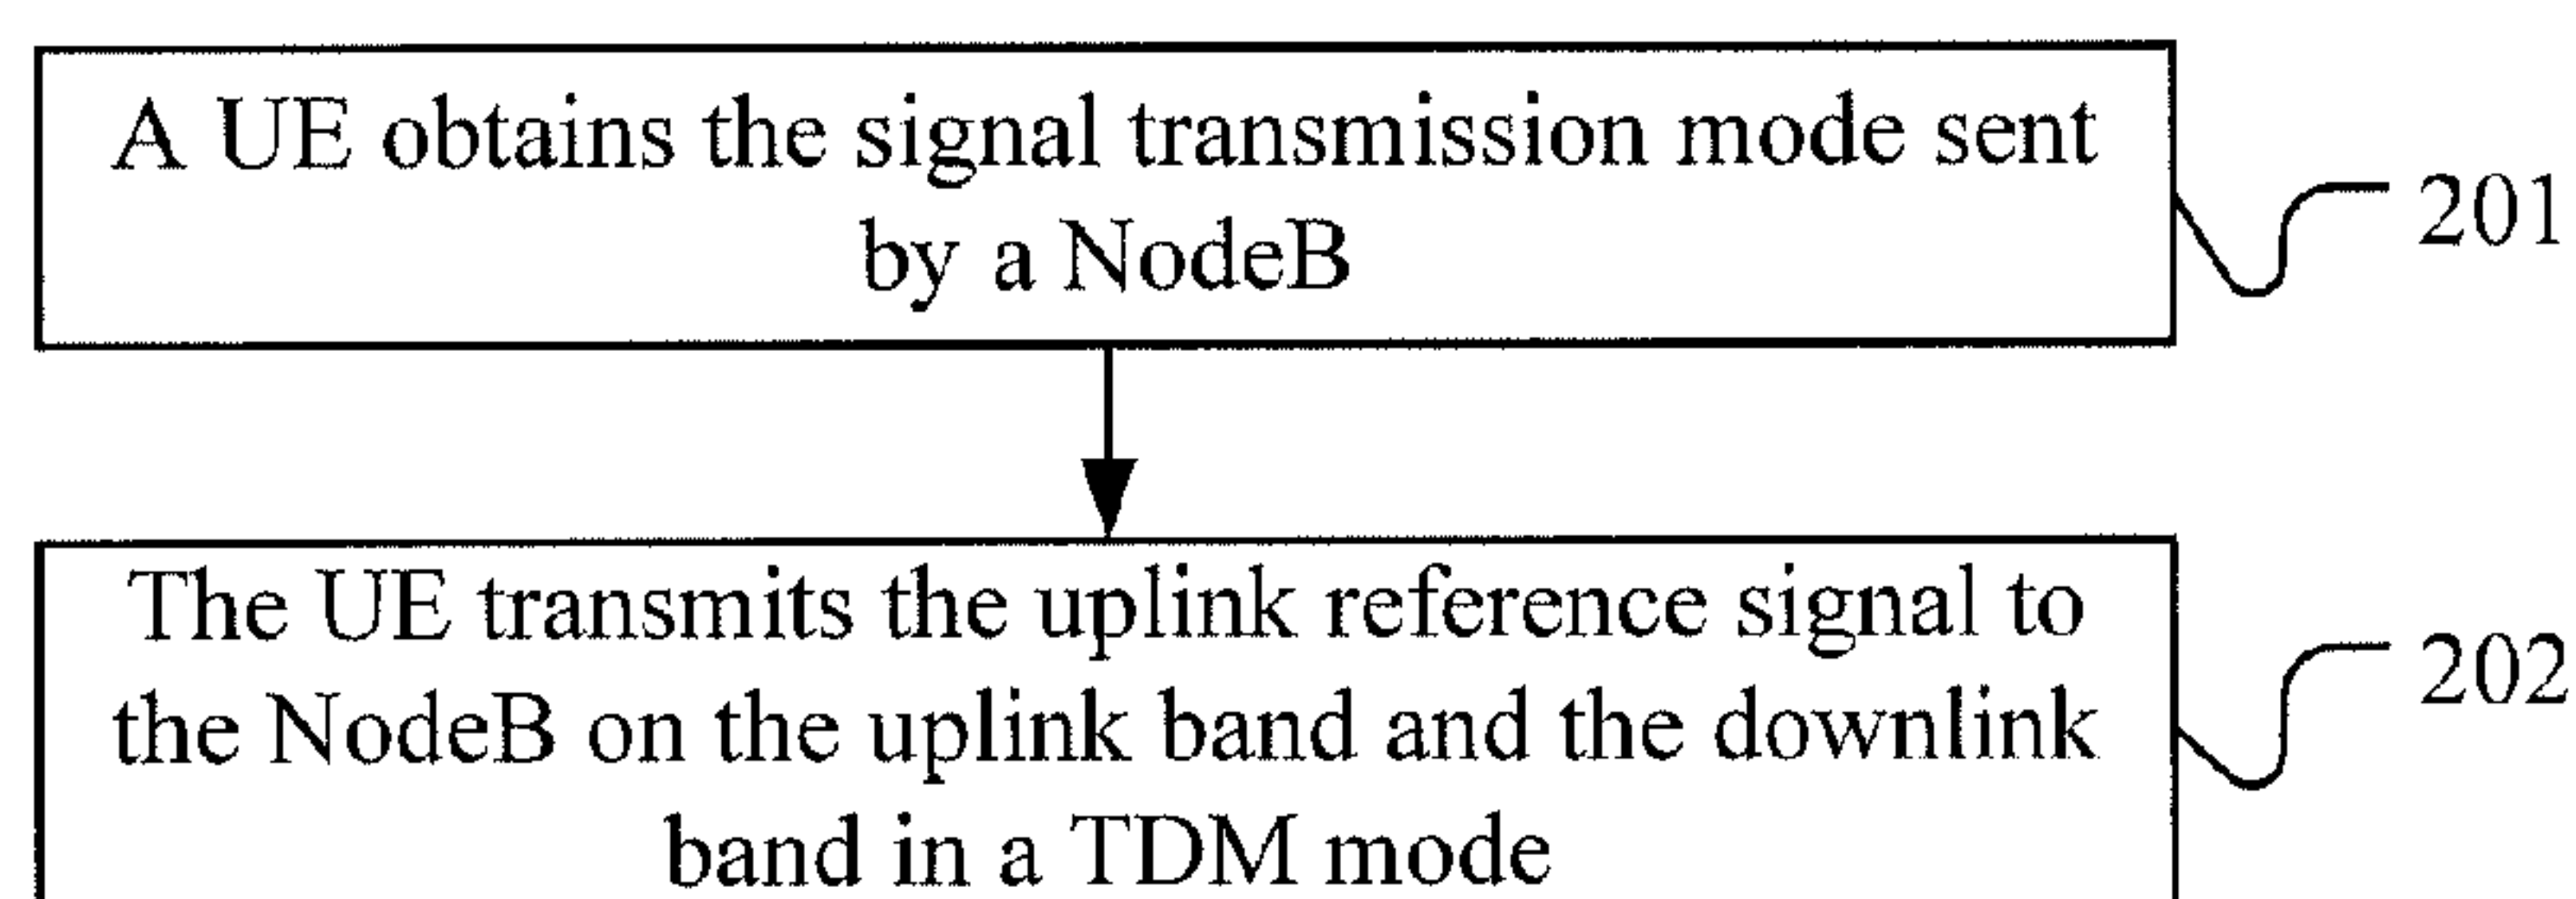 A UE obtains the signal transmission mode sent
by a NodeB
201
The UE transmits the uplink reference signal to
the NodeB on the uplink band and the downlink
band in a TDM mode
202